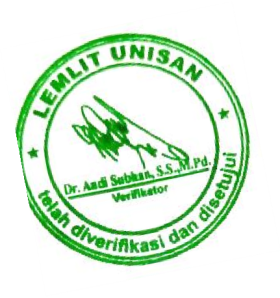 LEMLIT UNISAN
Dr. Andi Subhan, S.S.,M.Pd.
Verifikator
telah diverifikasi dan disetujui